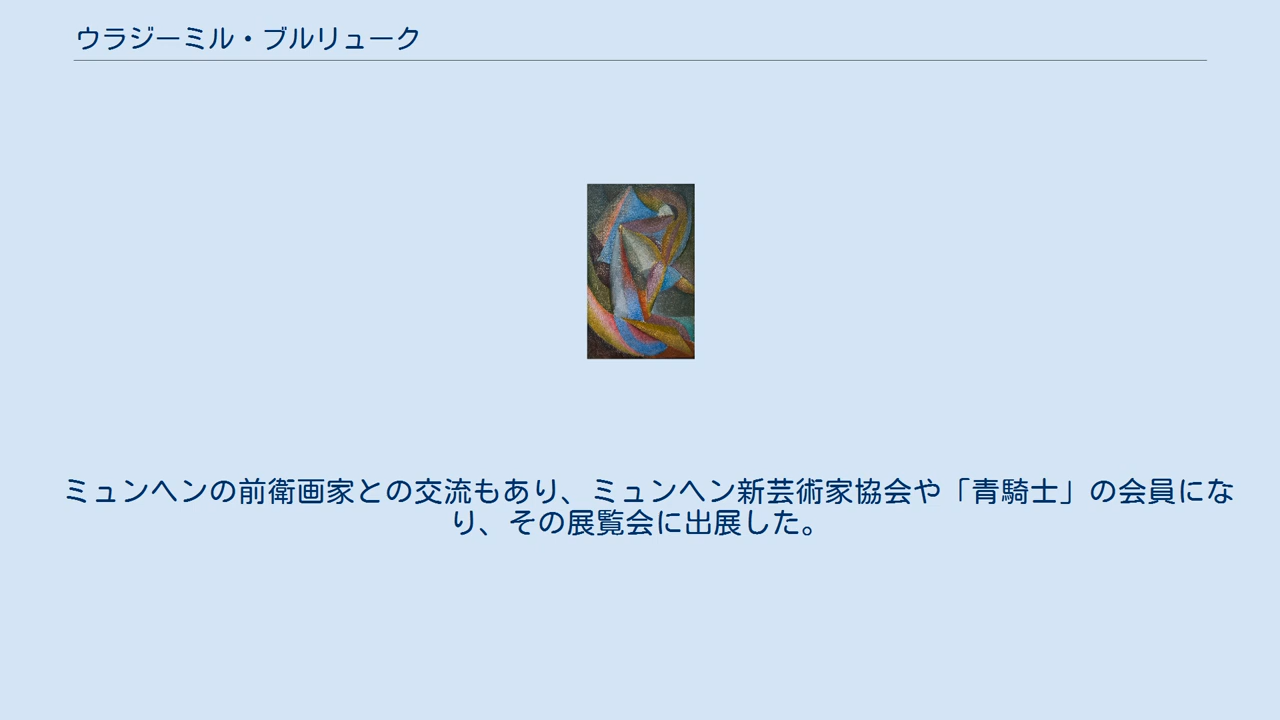 ウラジーミル・ブルリューク
ミュンヘンの前衛画家との交流もあり、ミュンヘン新芸術家協会や「青騎士」の会員にな
り、その展覧会に出展した。